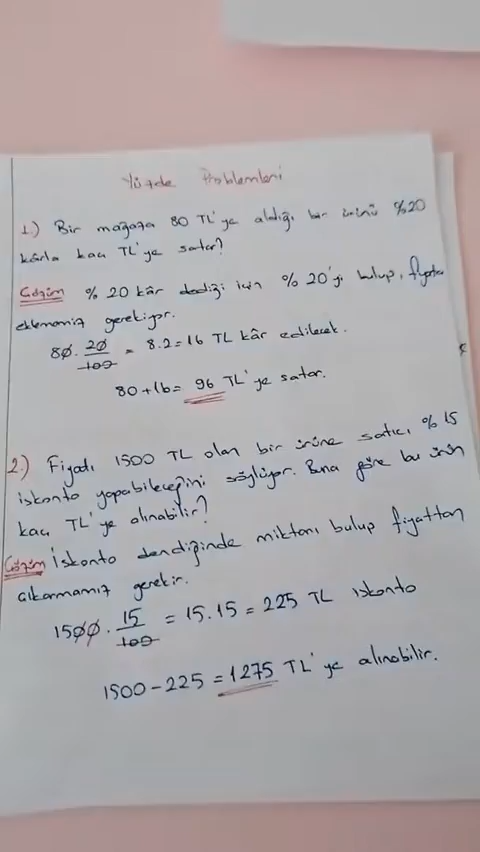 Yüzde Problemleri
1.) Bir mağaza 80 TL'ye aldığı bir ürünü %20
kârla kaç TL'ye satar?
Çözüm % 20 kâr dediği için % 20'yi bulup, fiyata
eklememiz gerekiyor.
80 . 20/100 = 8.2=16 TL kâr edilecek.
80+16= 96 TL'ye satar.
2.) Fiyadı 1500 TL olan bir ürüne satıcı % 15
iskonto yapabileceğini söylüyor. Buna göre bu ürün
kaç TL'ye alınabilir?
Çözüm İskonto dendiğinde miktarı bulup fiyattan
çıkarmamız gerekir.
1500 . 15/100 = 15.15 = 225 TL iskonto
1500-225 = 1275 TL'ye alınabilir.